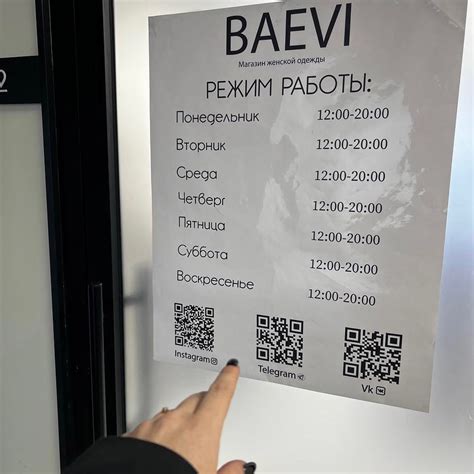 BAEVI
Магазин женской одежды
РЕЖИМ РАБОТЫ:
Понедельник 12:00-20:00
Вторник 12:00-20:00
Среда 12:00-20:00
Четверг 12:00-20:00
Пятница 12:00-20:00
Суббота 12:00-20:00
Воскресенье 12:00-20:00
Instagram
Telegram
Vk